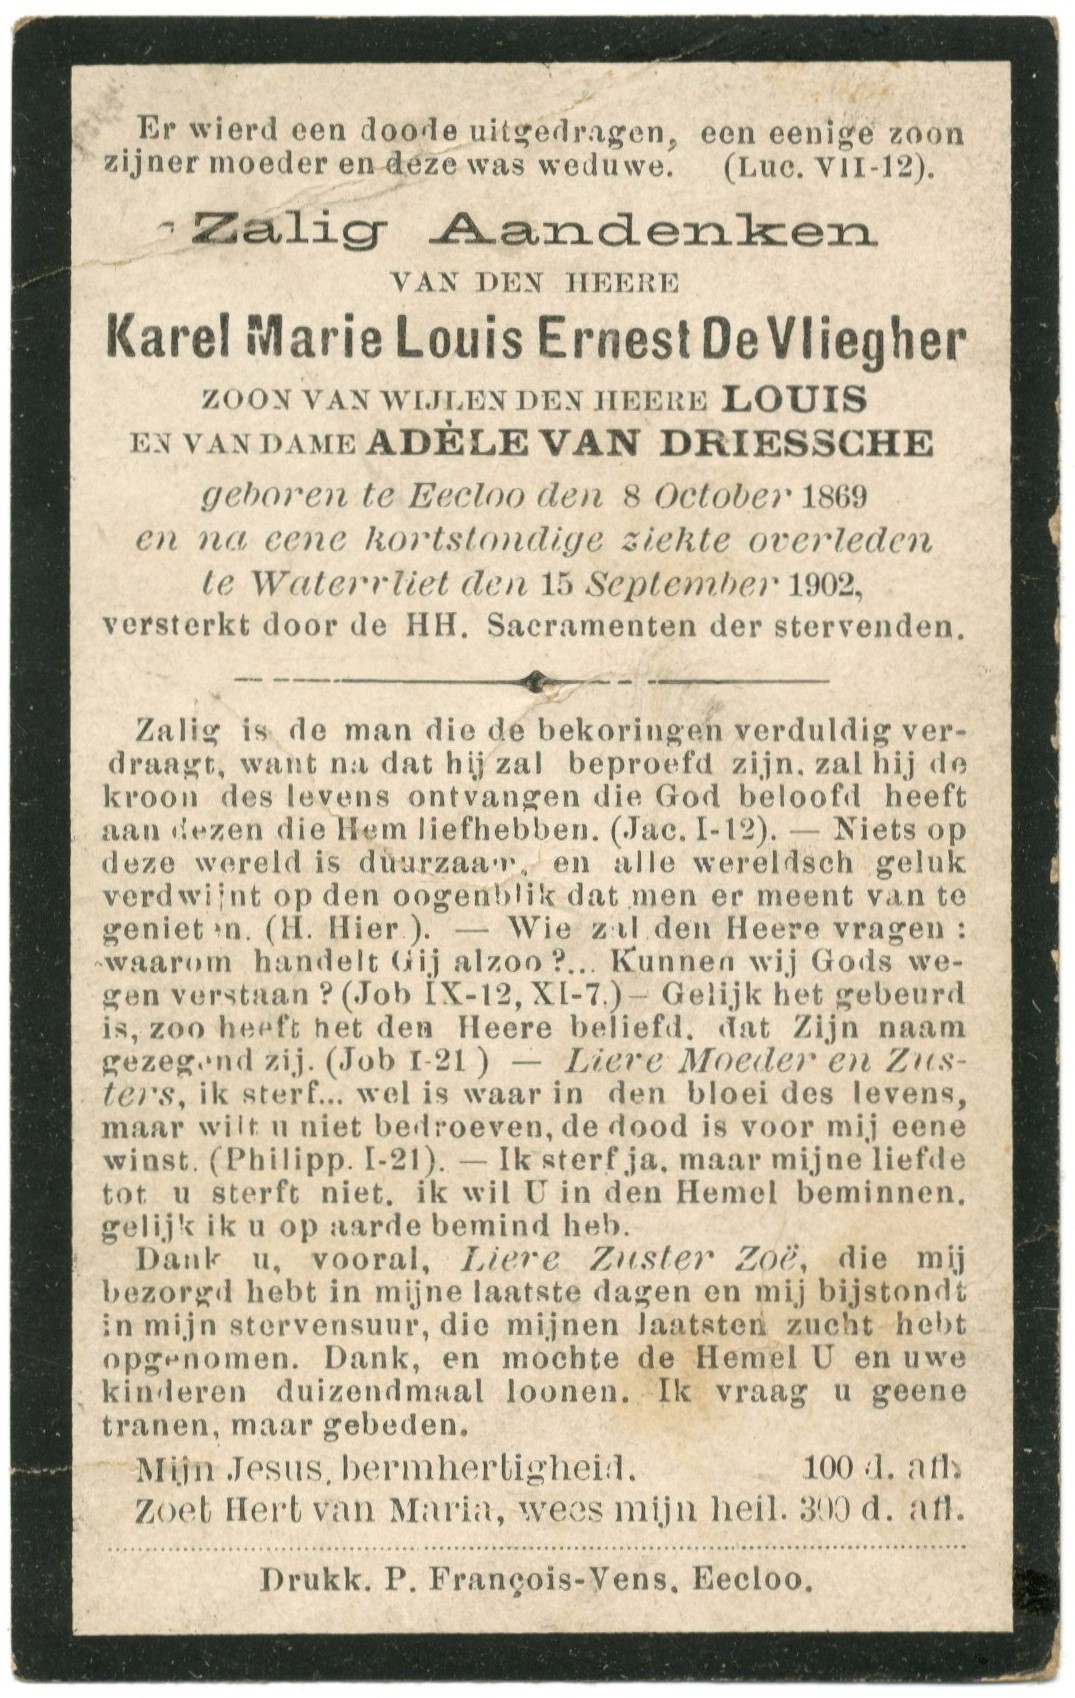 Er wierd een doode uitgedragen, een eenige zoon
zijner moeder en deze was weduwe. (Luc. VII-12).
Zalig Aandenken
VAN DEN HEERE
Karel Marie Louis Ernest De Vliegher
ZOON VAN WIJLEN DEN HEERE LOUIS
EN VAN DAME ADÈLE VAN DRIESSCHE
geboren te Eecloo den 8 October 1869
en na eene kortstondige ziekte overleden
te Watervliet den 15 September 1902,
versterkt door de HH. Sacramenten der stervenden.
Zalig is de man die de bekoringen verduldig ver-
draagt, want na dat hij zal beproefd zijn, zal hij de
kroon des levens ontvangen die God beloofd heeft
aan dezen die Hem liefhebben. (Jac. I-12). — Niets op
deze wereld is duurzaam, en alle wereldsch geluk
verdwijnt op den oogenblik dat men er meent van te
genieten. (H. Hier.). — Wie zal den Heere vragen :
waarom handelt Gij alzoo ?... Kunnen wij Gods we-
gen verstaan ? (Job IX-12, XI-7.) — Gelijk het gebeurd
is, zoo heeft het den Heere beliefd, dat Zijn naam
gezegend zij. (Job I-21) — Lieve Moeder en Zus-
ters, ik sterf... wel is waar in den bloei des levens,
maar wilt u niet bedroeven, de dood is voor mij eene
winst. (Philipp. I-21). — Ik sterf ja, maar mijne liefde
tot u sterft niet, ik wil U in den Hemel beminnen,
gelijk ik u op aarde bemind heb.
Dank u, vooral, Lieve Zuster Zoë, die mij
bezorgd hebt in mijne laatste dagen en mij bijstondt
in mijn stervensuur, die mijnen laatsten zucht hebt
opgenomen. Dank, en mochte de Hemel U en uwe
kinderen duizendmaal loonen. Ik vraag u geene
tranen, maar gebeden.
Mijn Jesus, bermhertigheid. 100 d. afl.
Zoet Hert van Maria, wees mijn heil. 300 d. afl.
Drukk. P. François-Vens, Eecloo.